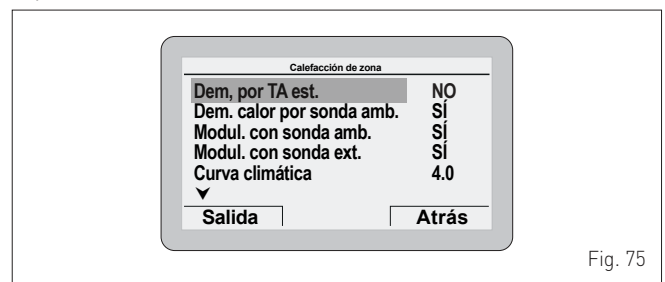 Calefacción de zona
Dem, por TA est. NO
Dem. calor por sonda amb. SÍ
Modul. con sonda amb. SÍ
Modul. con sonda ext. SÍ
Curva climática 4.0
Salida Atrás
Fig. 75